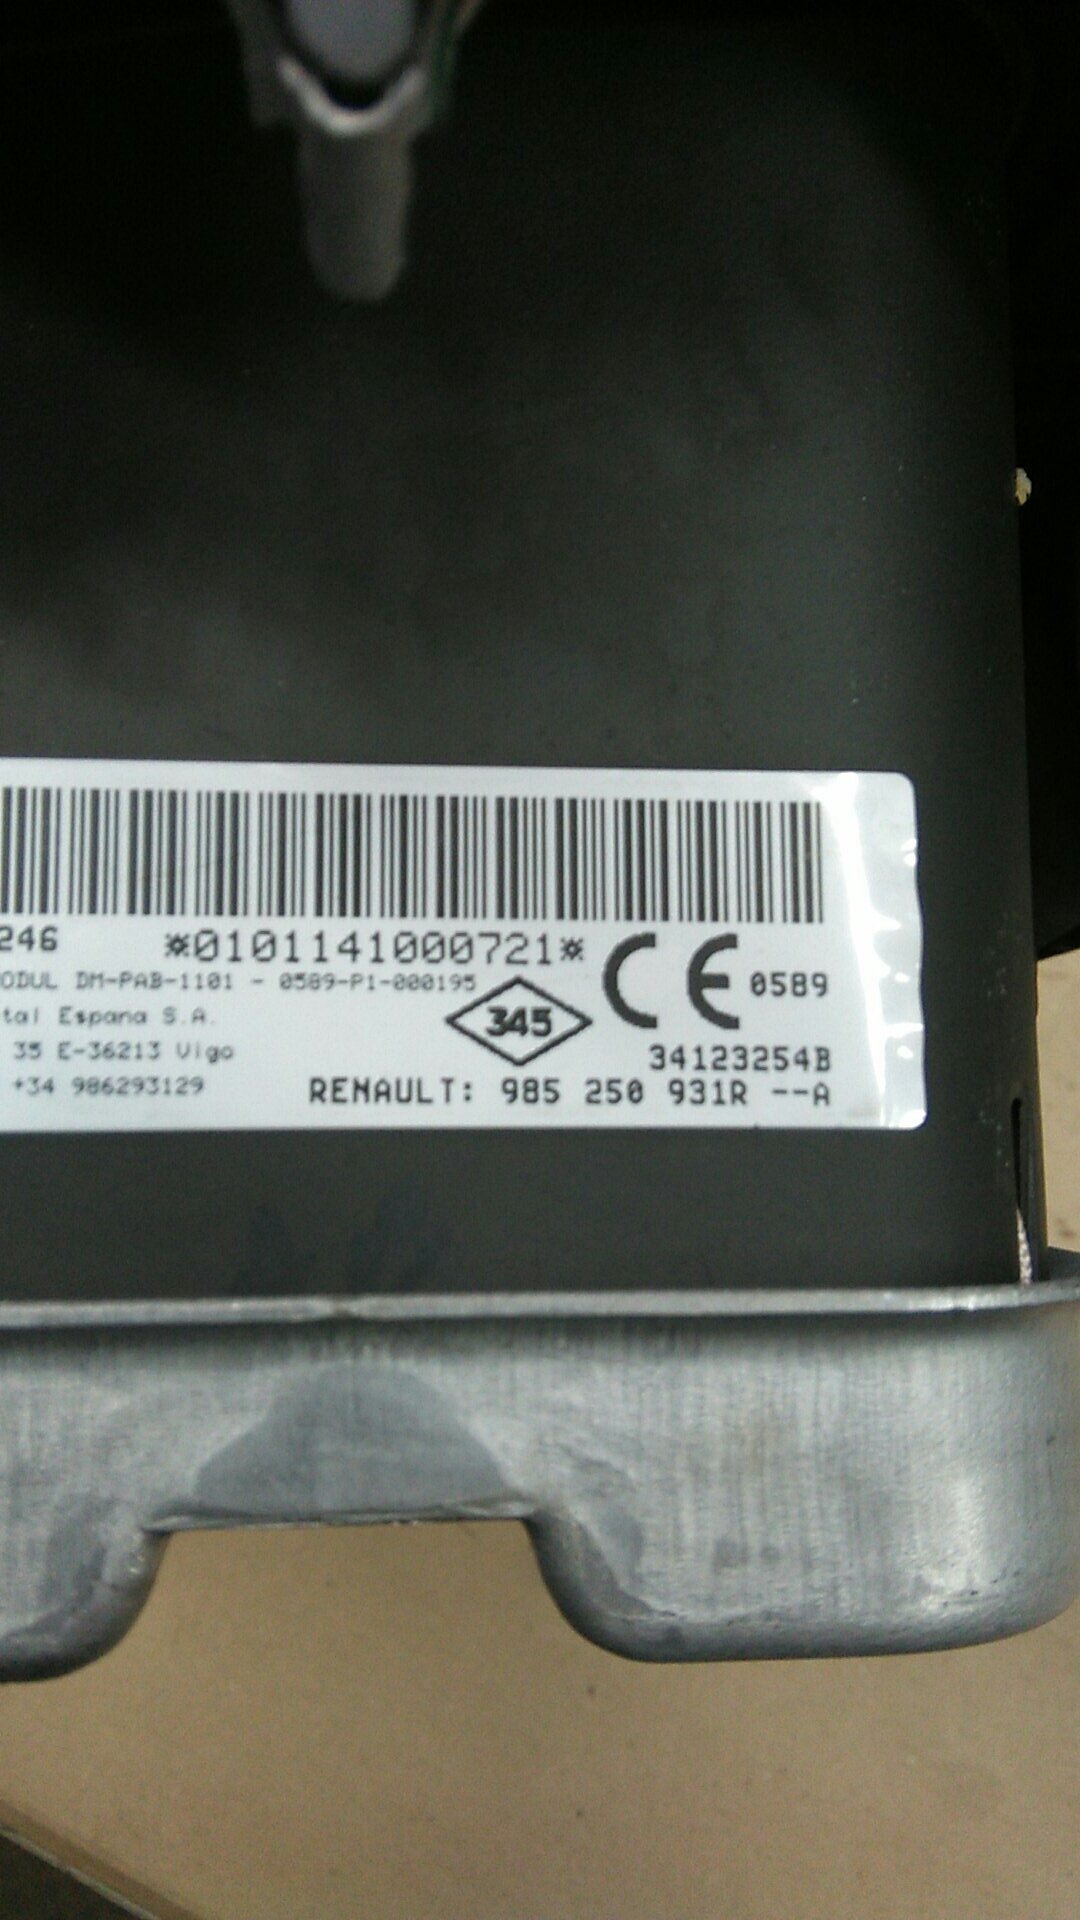 246 *0101141000721*
ODUL DM-PAB-1101 - 0589-P1-000195
CE 0589
tal Espana S.A.
345
35 E-36213 Vigo
34123254B
+34 986293129
RENAULT: 985 250 931R --A